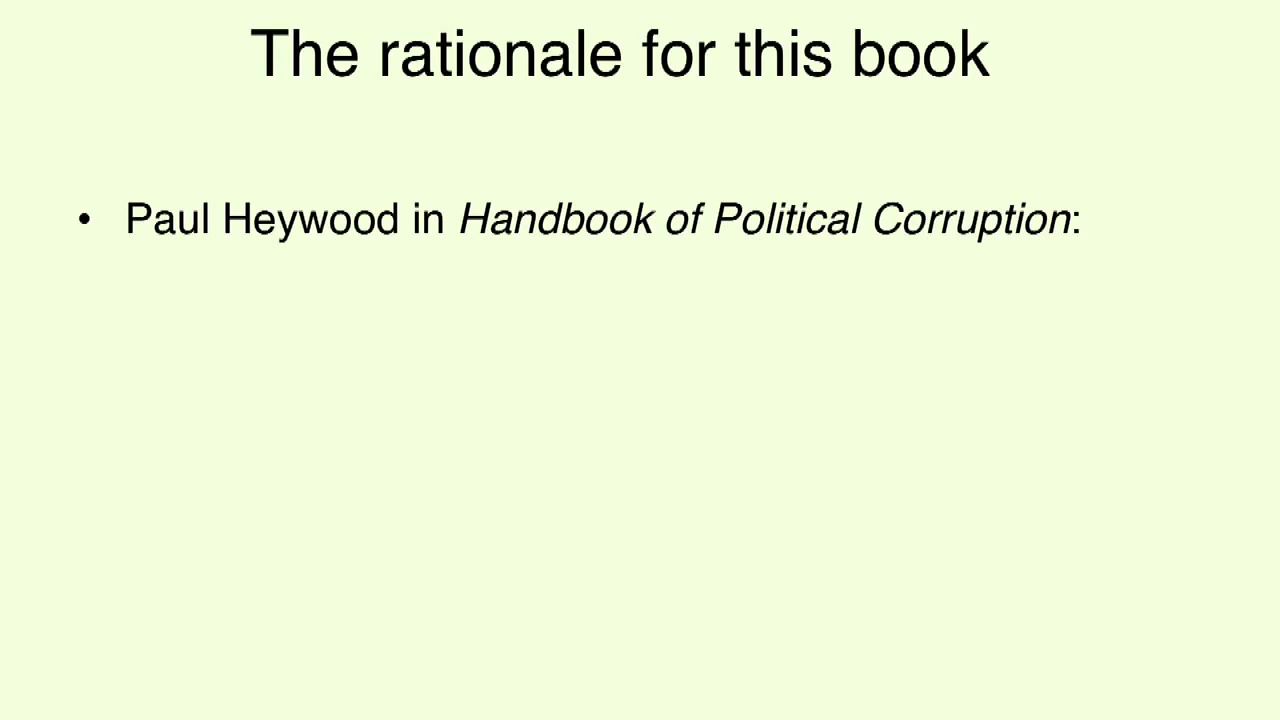 The rationale for this book
• Paul Heywood in Handbook of Political Corruption: